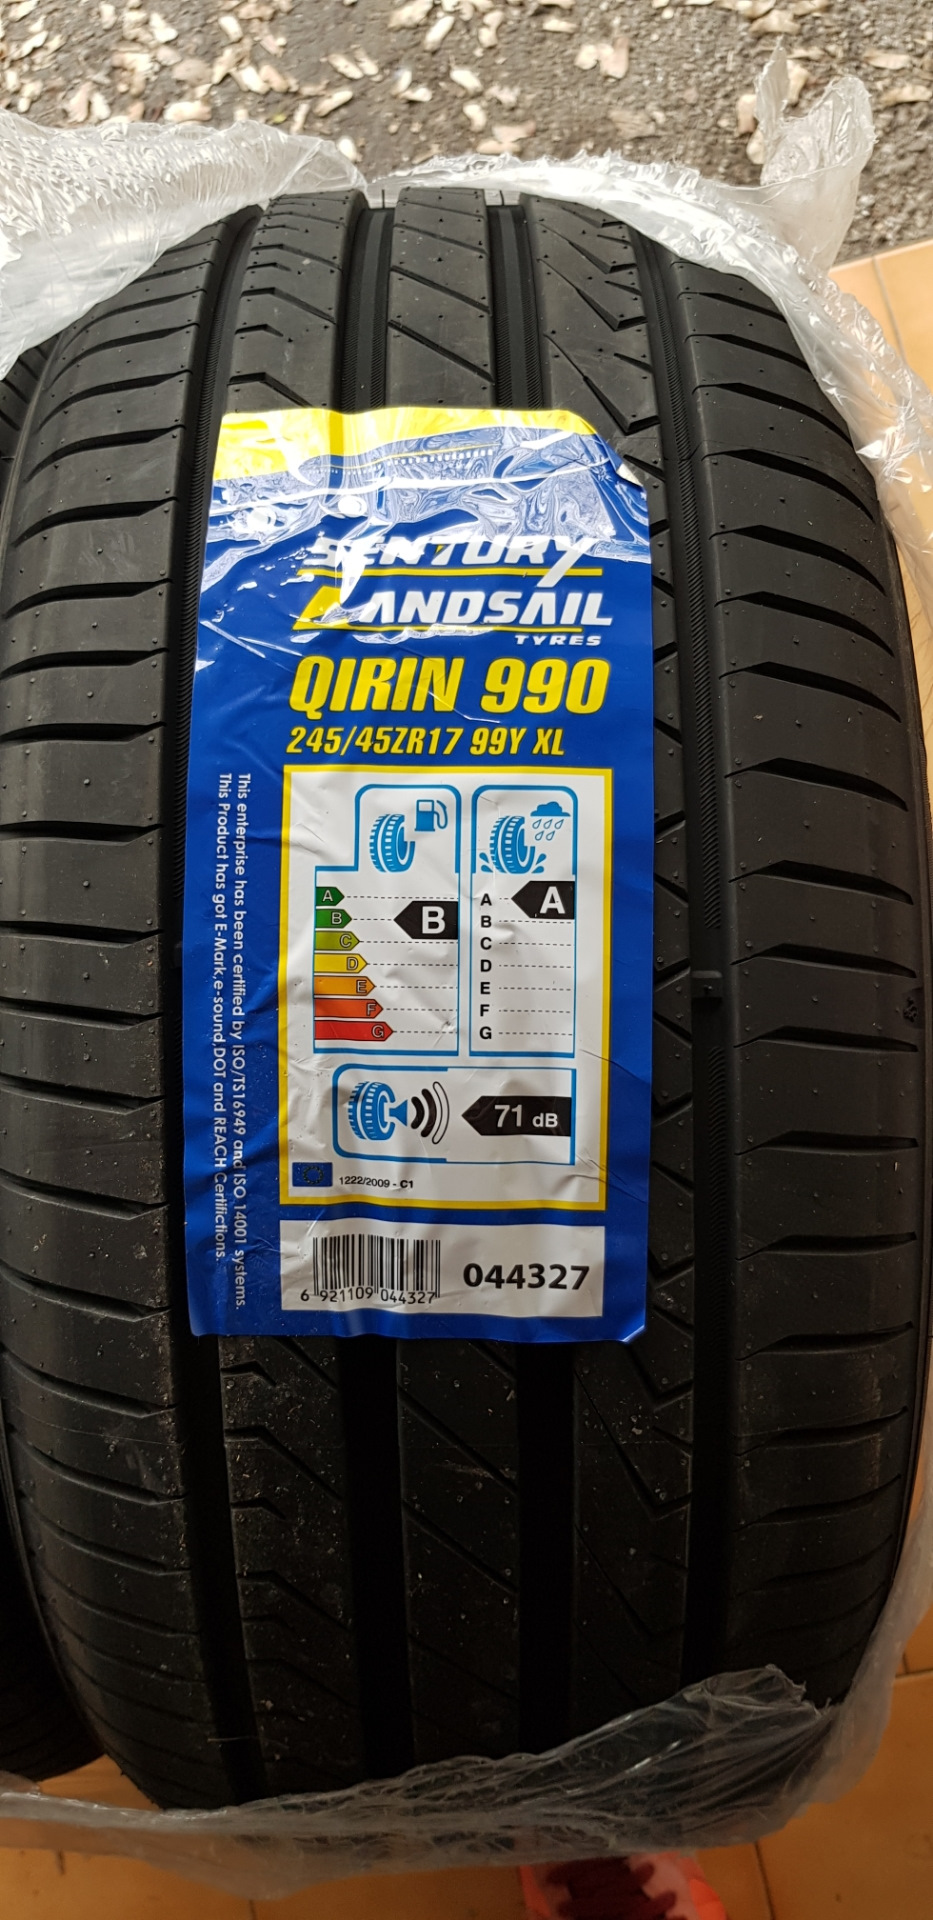 SENTURY
LANDSAIL
TYRES
QIRIN 990
245/45ZR17 99Y XL
This enterprise has been certified by ISO/TS16949 and ISO 14001 systems.
This Product has got E-Mark,e-sound,DOT and REACH Certifictions.
A
B
C
D
E
F
G
B
A
B
C
D
E
F
G
A
71 dB
1222/2009 - C1
6 921109 044327
044327